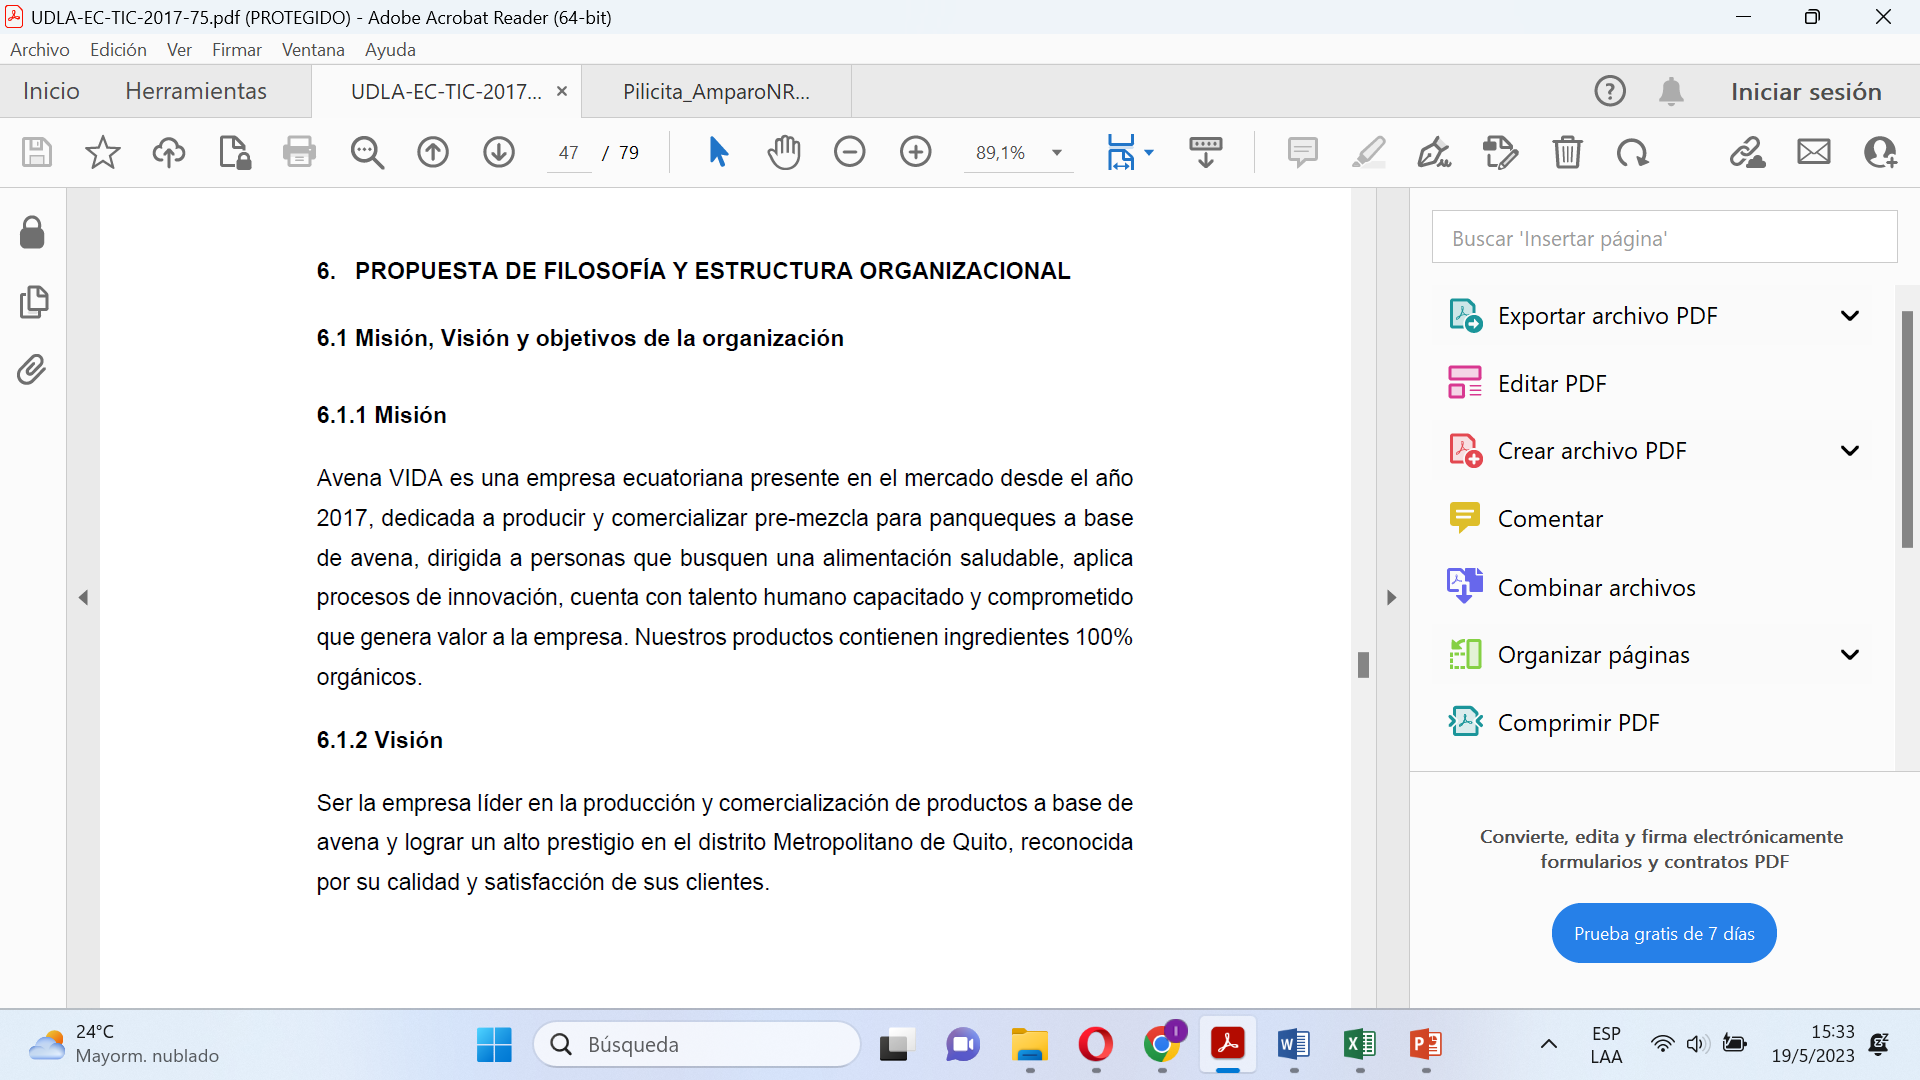 UDLA-EC-TIC-2017-75.pdf (PROTEGIDO) - Adobe Acrobat Reader (64-bit)
Archivo Edición Ver Firmar Ventana Ayuda
Inicio Herramientas UDLA-EC-TIC-2017... × Pilicita_AmparoNR... ? Iniciar sesión
47 / 79 89,1%
6. PROPUESTA DE FILOSOFÍA Y ESTRUCTURA ORGANIZACIONAL
6.1 Misión, Visión y objetivos de la organización
6.1.1 Misión
Avena VIDA es una empresa ecuatoriana presente en el mercado desde el año
2017, dedicada a producir y comercializar pre-mezcla para panqueques a base
de avena, dirigida a personas que busquen una alimentación saludable, aplica
procesos de innovación, cuenta con talento humano capacitado y comprometido
que genera valor a la empresa. Nuestros productos contienen ingredientes 100%
orgánicos.
6.1.2 Visión
Ser la empresa líder en la producción y comercialización de productos a base de
avena y lograr un alto prestigio en el distrito Metropolitano de Quito, reconocida
por su calidad y satisfacción de sus clientes.
Buscar 'Insertar página'
Exportar archivo PDF
Editar PDF
Crear archivo PDF
Comentar
Combinar archivos
Organizar páginas
Comprimir PDF
Convierte, edita y firma electrónicamente
formularios y contratos PDF
Prueba gratis de 7 días
24°C
Mayorm. nublado
Búsqueda
I
W
X
P
ESP
LAA
15:33
19/5/2023